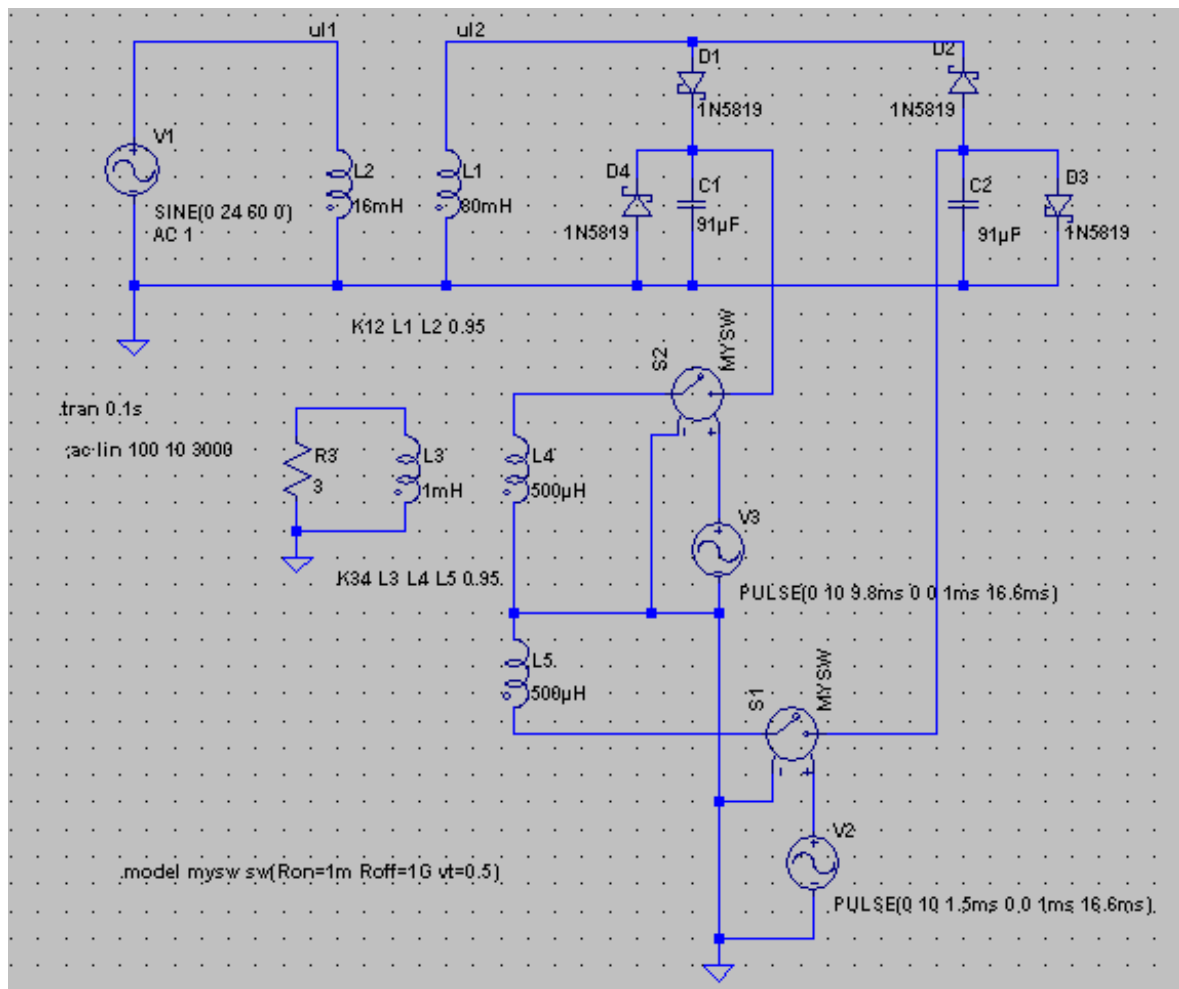 ul1
ul2
D1
1N5819
D2
1N5819
V1
SINE(0 24 60 0)
AC 1
L2
16mH
L1
80mH
D4
1N5819
C1
91µF
C2
91µF
D3
1N5819
K12 L1 L2 0.95
S2
MYSW
.tran 0.1s
;ac lin 100 10 3000
R3
3
L3
1mH
L4
500µH
V3
PULSE(0 10 9.8ms 0 0 1ms 16.6ms)
K34 L3 L4 L5 0.95
L5
500µH
S1
MYSW
V2
PULSE(0 10 1.5ms 0 0 1ms 16.6ms)
.model mysw sw(Ron=1m Roff=1G vt=0.5)